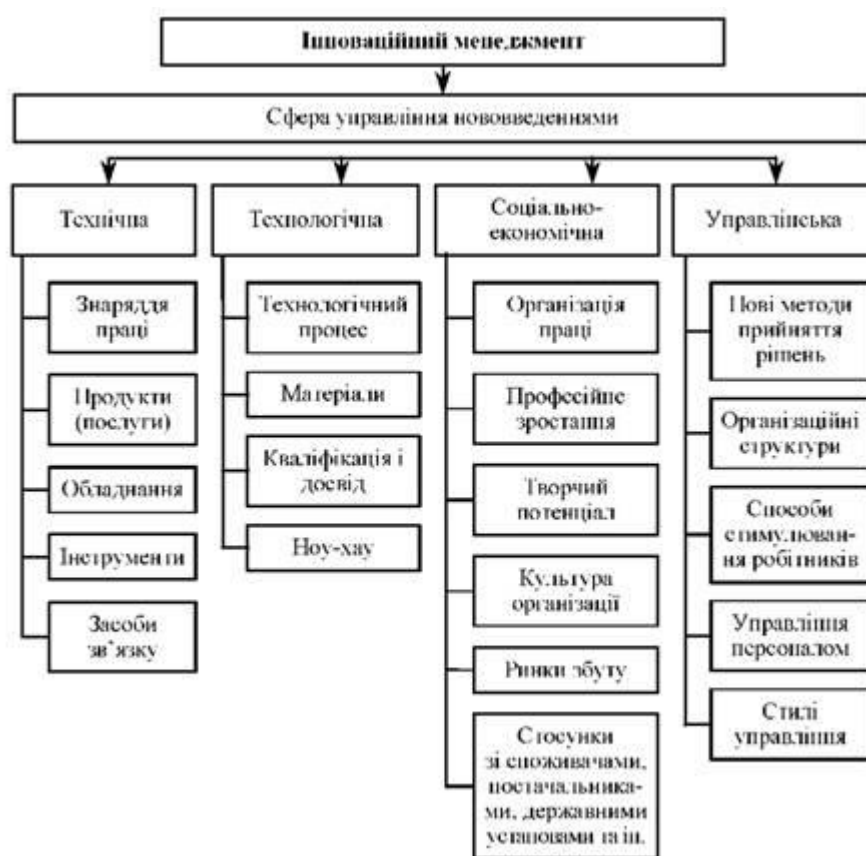 Інноваційний менеджмент
Сфера управління нововведеннями
Технічна
Знаряддя
праці
Продукти
(послуги)
Обладнання
Інструменти
Засоби
зв'язку
Технологічна
Технологічний
процес
Матеріали
Кваліфікація і
досвід
Ноу-хау
Соціально-
економічна
Організація
праці
Професійне
зростання
Творчий
потенціал
Культура
організації
Ринки збуту
Стосунки
зі споживачами,
постачальника-
ми, державними
установами та ін.
Управлінська
Нові методи
прийняття
рішень
Організаційні
структури
Способи
стимулюван-
ня робітників
Управління
персоналом
Стилі
управління